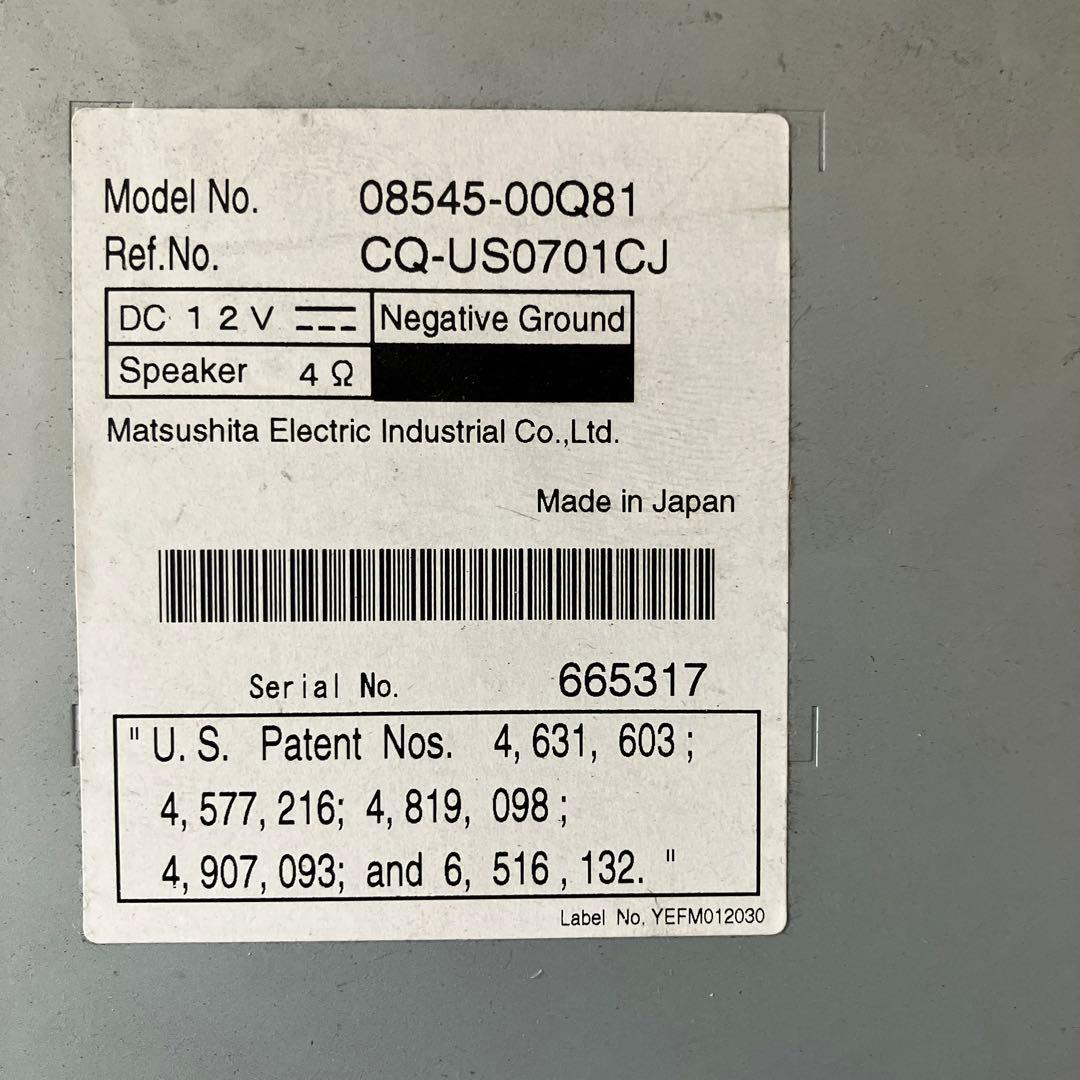 Model No. 08545-00Q81
Ref.No. CQ-US0701CJ
DC 12V Negative Ground
Speaker 4Ω
Matsushita Electric Industrial Co.,Ltd.
Made in Japan
Serial No. 665317
"U.S. Patent Nos. 4,631,603;
4,577,216; 4,819,098;
4,907,093; and 6,516,132."
Label No. YEFM012030